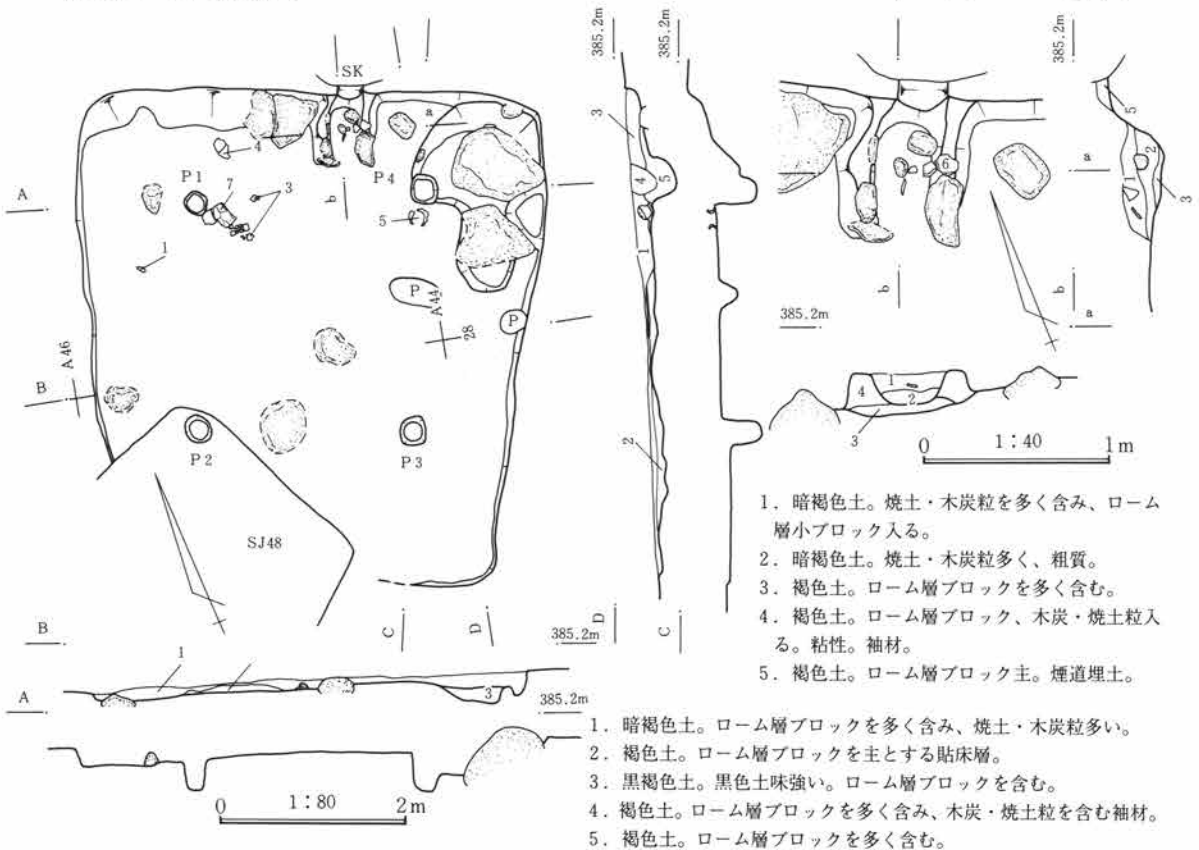 SK
a
4
P1
7
3
P4
b
5
A
1
P
A44
28
P
A46
B
P2
P3
SJ48
C
D
B
385.2m
1
3
A
385.2m
0 1:80 2m
385.2m
385.2m
3
4
5
1
2
D
C
6
a
b
385.2m
385.2m
5
2
1
3
b
a
1
4
2
3
0 1:40 1m
1. 暗褐色土。焼土・木炭粒を多く含み、ローム
層小ブロック入る。
2. 暗褐色土。焼土・木炭粒多く、粗質。
3. 褐色土。ローム層ブロックを多く含む。
4. 褐色土。ローム層ブロック、木炭・焼土粒入
る。粘性。袖材。
5. 褐色土。ローム層ブロック主。煙道埋土。
1. 暗褐色土。ローム層ブロックを多く含み、焼土・木炭粒多い。
2. 褐色土。ローム層ブロックを主とする貼床層。
3. 黒褐色土。黒色土味強い。ローム層ブロックを含む。
4. 褐色土。ローム層ブロックを多く含み、木炭・焼土粒を含む袖材。
5. 褐色土。ローム層ブロックを多く含む。